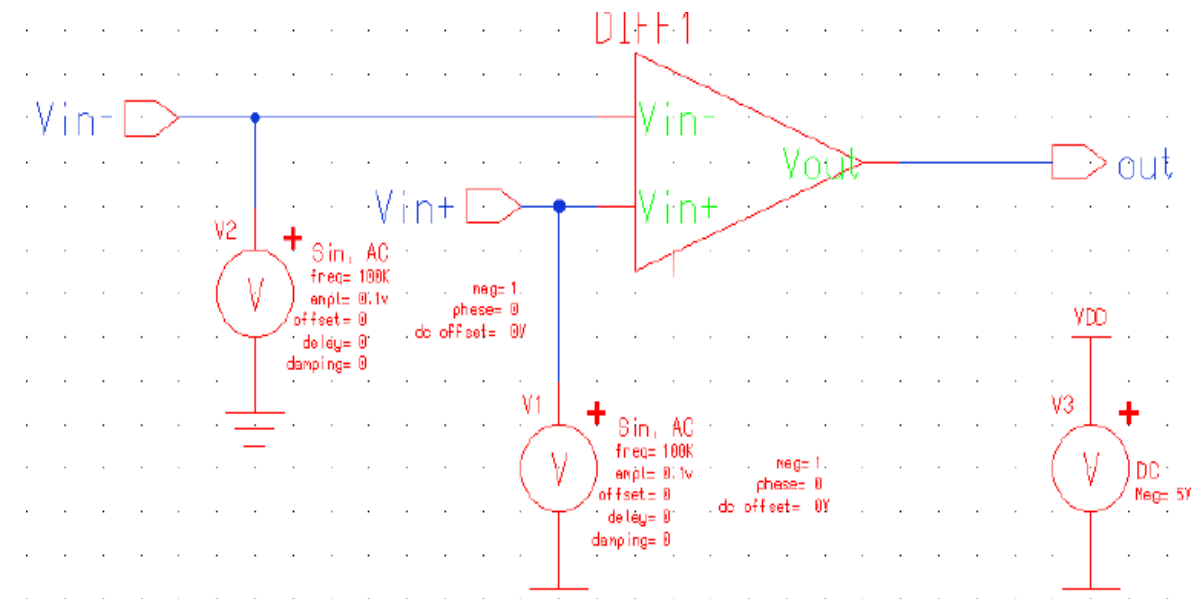 DIFF1
Vin-
Vin-
Vout
out
Vin+
Vin+
V2
+
Sin, AC
freq= 100K
ampl= 0.1v
offset= 0
delay= 0
damping= 0
mag= 1
phase= 0
dc offset= 0V
V
VDD
V1
+
Sin, AC
freq= 100K
ampl= 0.1v
offset= 0
delay= 0
damping= 0
mag= 1
phase= 0
dc offset= 0V
V
V3
+
V
DC
Mag= 5V